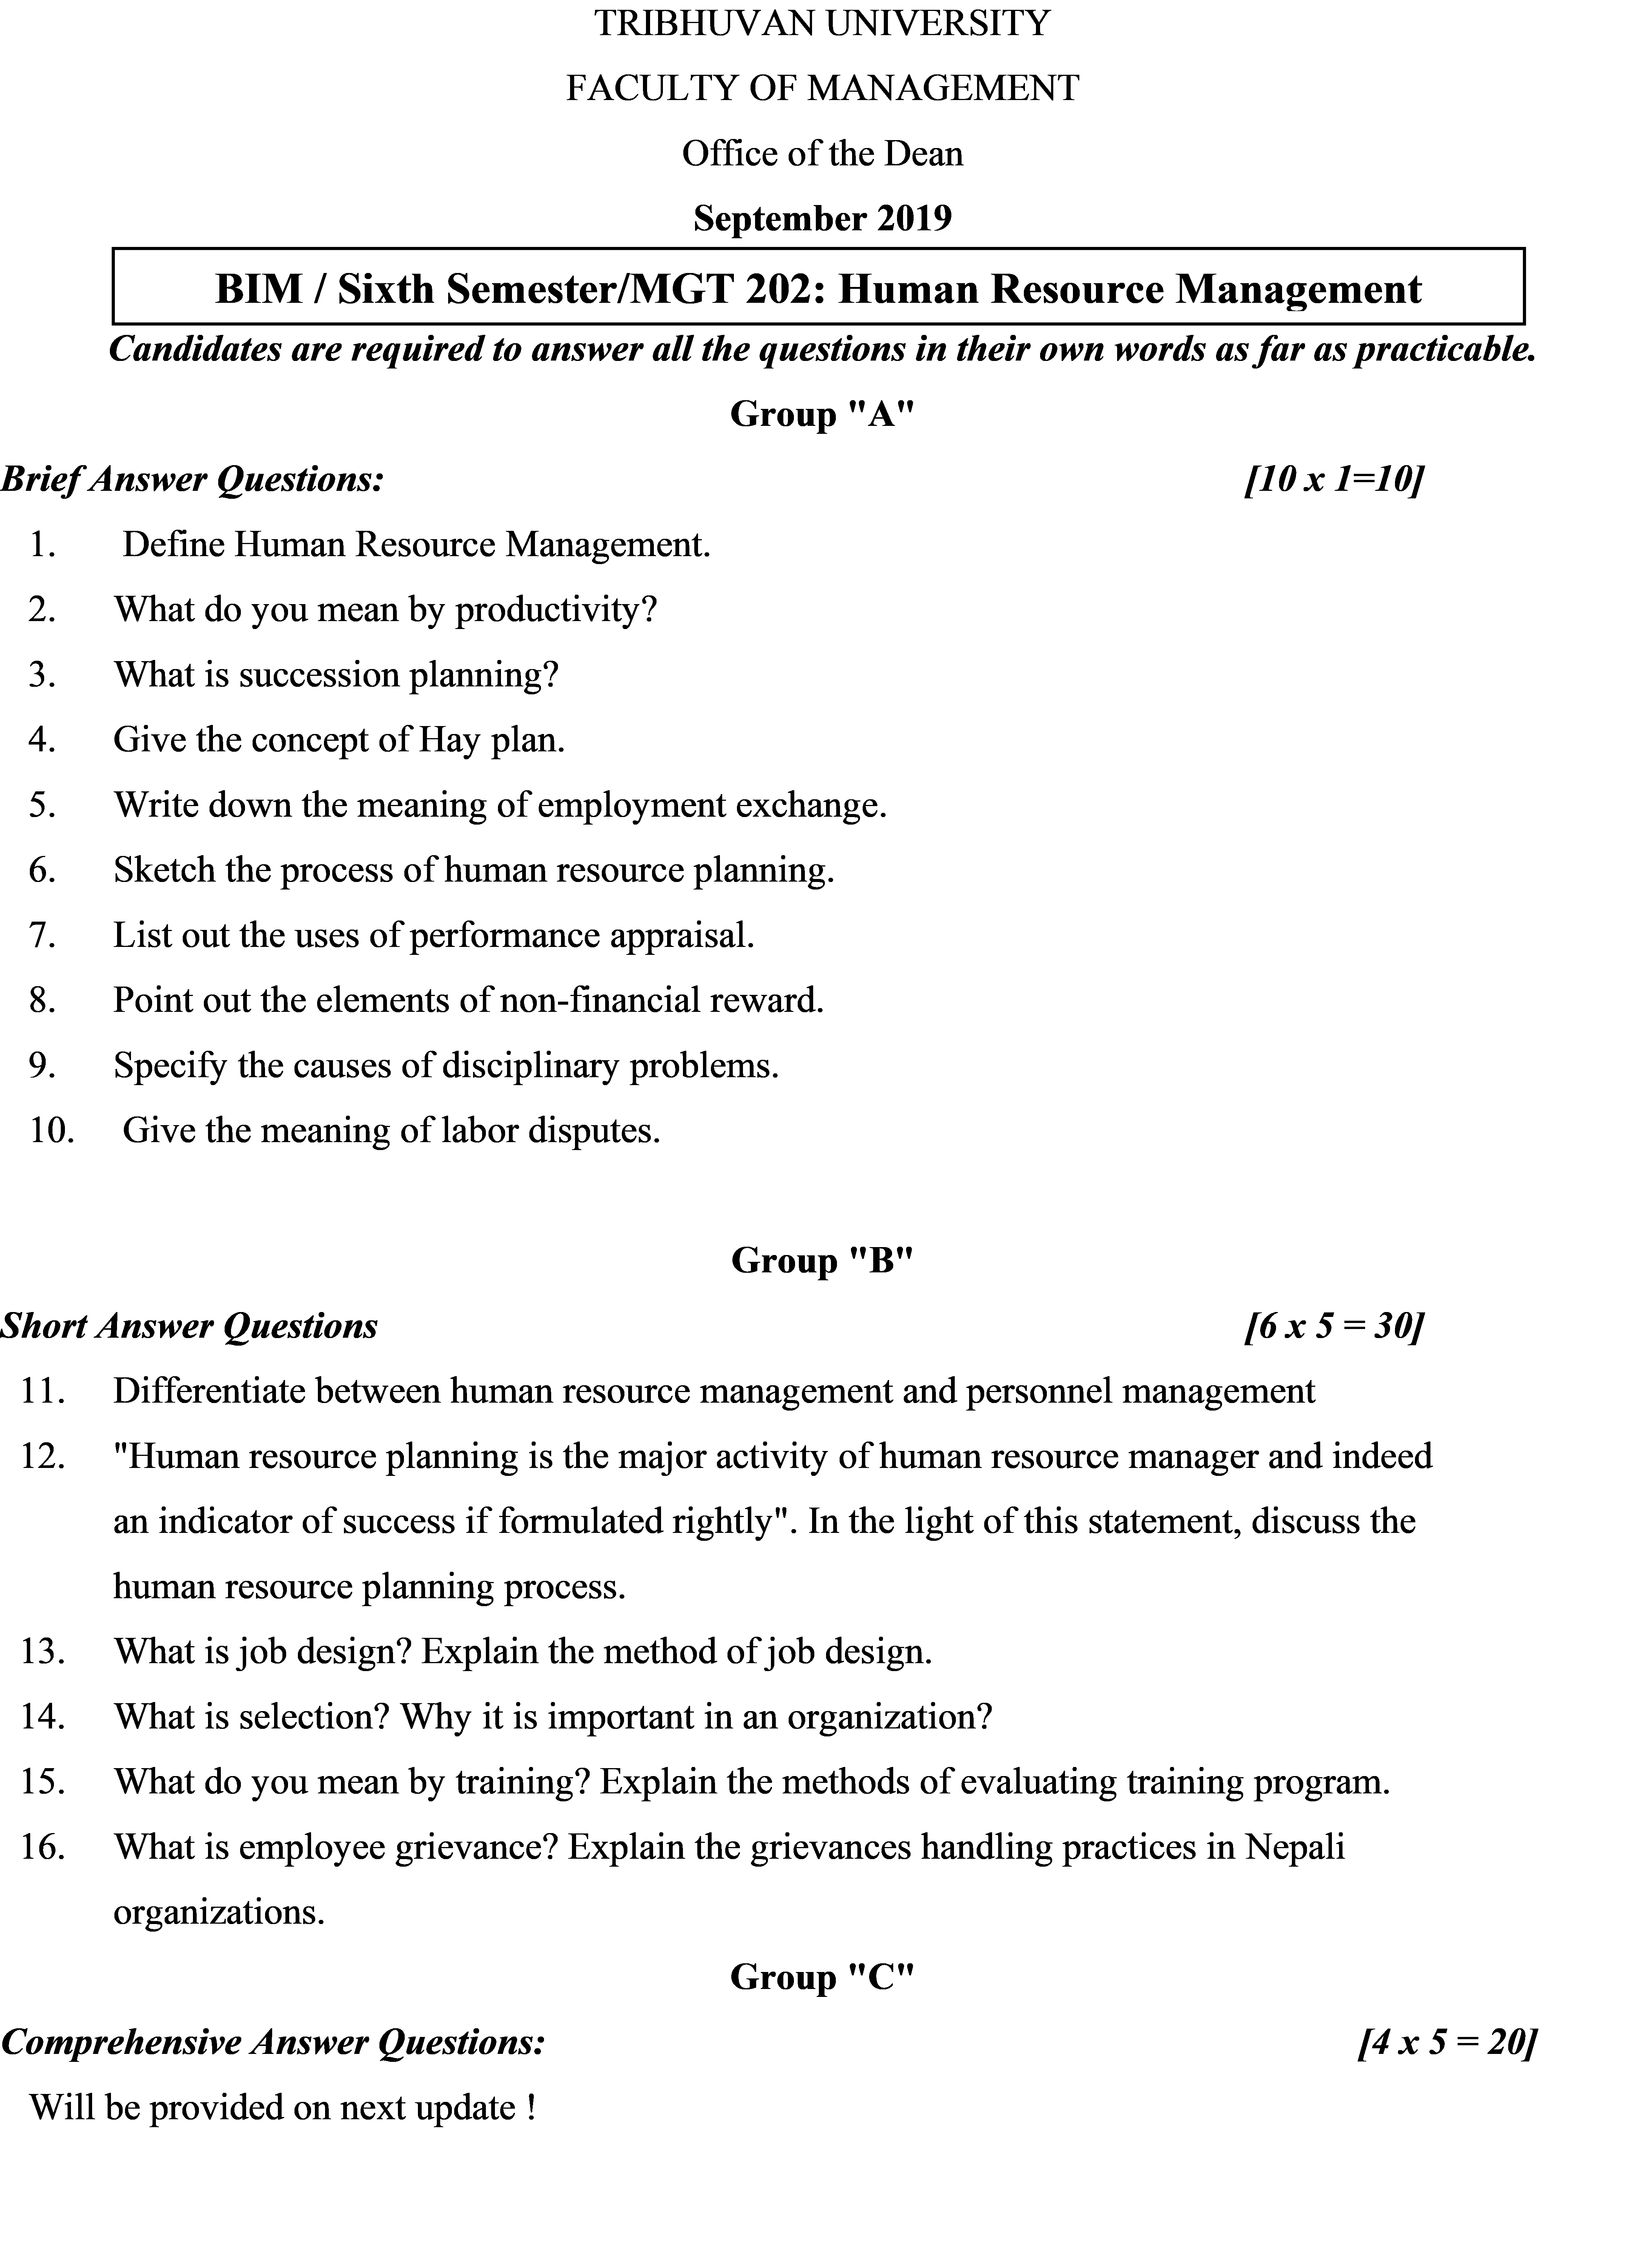 TRIBHUVAN UNIVERSITY
FACULTY OF MANAGEMENT
Office of the Dean
September 2019
BIM / Sixth Semester/MGT 202: Human Resource Management
Candidates are required to answer all the questions in their own words as far as practicable.
Group "A"
Brief Answer Questions: [10 x 1=10]
1. Define Human Resource Management.
2. What do you mean by productivity?
3. What is succession planning?
4. Give the concept of Hay plan.
5. Write down the meaning of employment exchange.
6. Sketch the process of human resource planning.
7. List out the uses of performance appraisal.
8. Point out the elements of non-financial reward.
9. Specify the causes of disciplinary problems.
10. Give the meaning of labor disputes.
Group "B"
Short Answer Questions [6 x 5 = 30]
11. Differentiate between human resource management and personnel management
12. "Human resource planning is the major activity of human resource manager and indeed
an indicator of success if formulated rightly". In the light of this statement, discuss the
human resource planning process.
13. What is job design? Explain the method of job design.
14. What is selection? Why it is important in an organization?
15. What do you mean by training? Explain the methods of evaluating training program.
16. What is employee grievance? Explain the grievances handling practices in Nepali
organizations.
Group "C"
Comprehensive Answer Questions: [4 x 5 = 20]
Will be provided on next update !